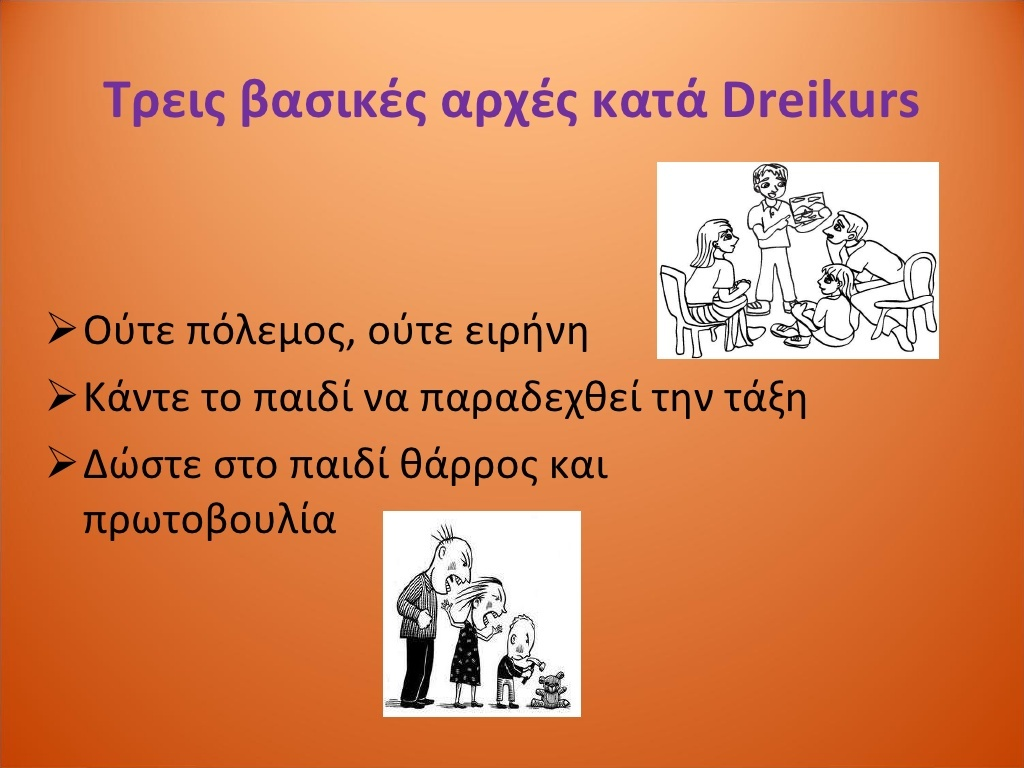 Τρεις βασικές αρχές κατά Dreikurs
Ούτε πόλεμος, ούτε ειρήνη
Κάντε το παιδί να παραδεχθεί την τάξη
Δώστε στο παιδί θάρρος και
πρωτοβουλία